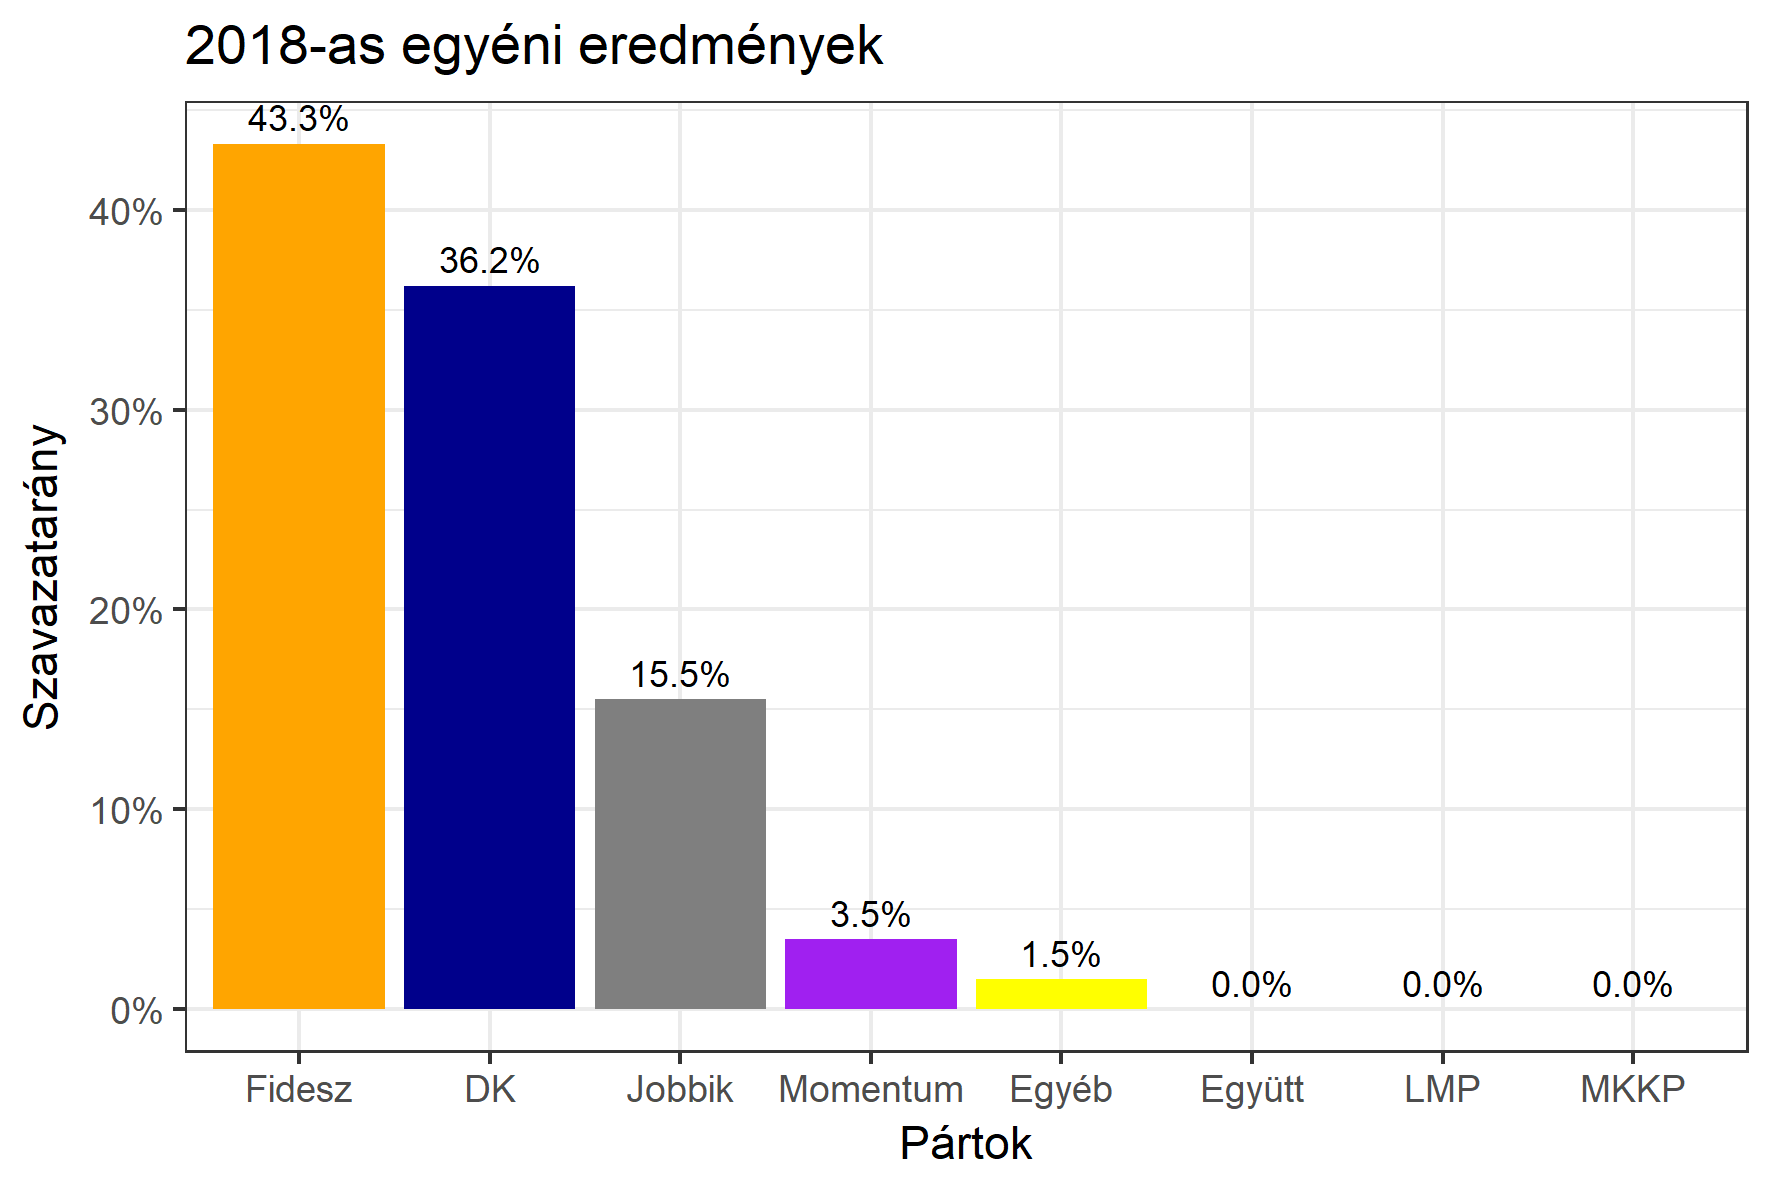 2018-as egyéni eredmények
43.3%
36.2%
15.5%
3.5%
1.5%
0.0%
0.0%
0.0%
40%
30%
20%
10%
0%
Szavazatarány
Fidesz
DK
Jobbik
Momentum
Egyéb
Együtt
LMP
MKKP
Pártok